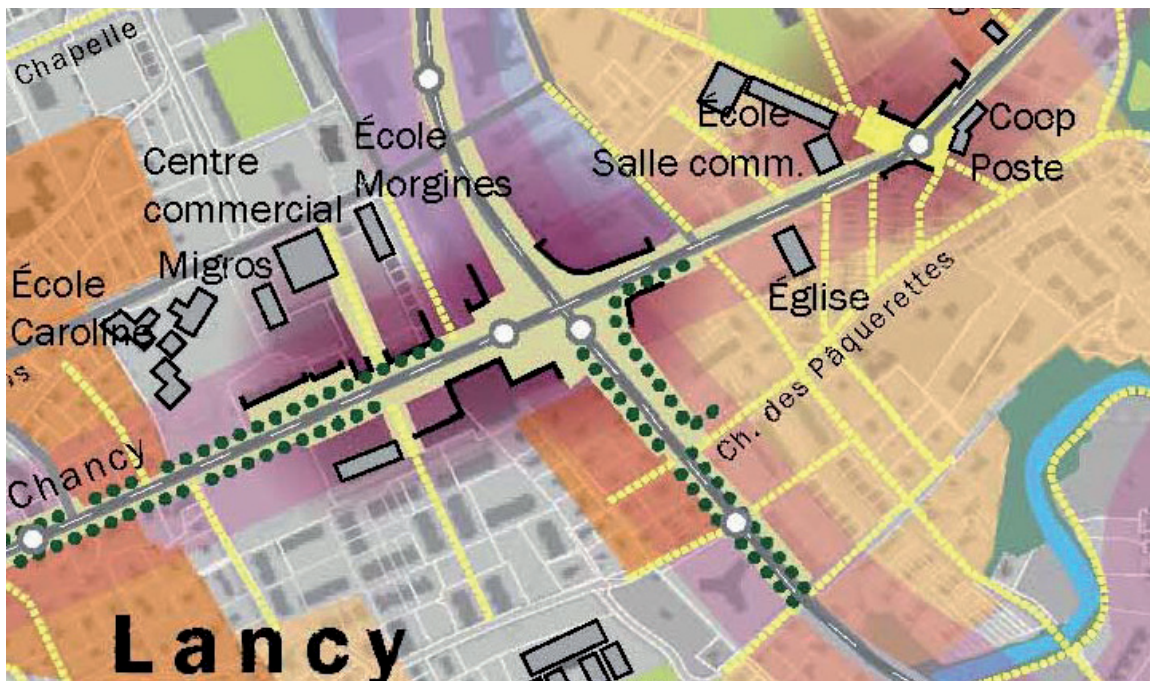 Chapelle
École
Morgines
Centre
commercial
Migros
École
Caroline
École
Salle comm.
Coop
Poste
Église
Ch. des Pâquerettes
Chancy
Lancy